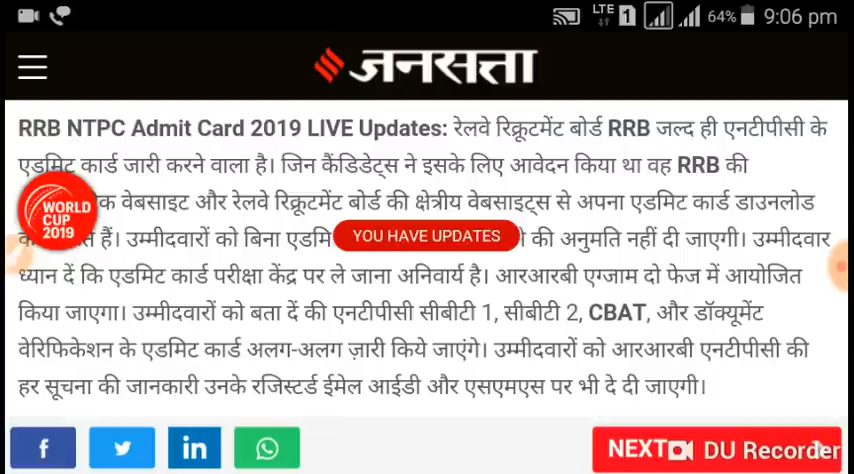 LTE 1 64% 9:06 pm
जनसत्ता
RRB NTPC Admit Card 2019 LIVE Updates: रेलवे रिक्रूटमेंट बोर्ड RRB जल्द ही एनटीपीसी के
एडमिट कार्ड जारी करने वाला है। जिन कैंडिडेट्स ने इसके लिए आवेदन किया था वह RRB की
वेबसाइट और रेलवे रिक्रूटमेंट बोर्ड की क्षेत्रीय वेबसाइट्स से अपना एडमिट कार्ड डाउनलोड
WORLD
CUP
2019
हैं। उम्मीदवारों को बिना की अनुमति नहीं दी जाएगी। उम्मीदवार
YOU HAVE UPDATES
ध्यान दें कि एडमिट कार्ड परीक्षा केंद्र पर ले जाना अनिवार्य है। आरआरबी एग्जाम दो फेज में आयोजित
किया जाएगा। उम्मीदवारों को बता दें की एनटीपीसी सीबीटी 1, सीबीटी 2, CBAT, और डॉक्यूमेंट
वेरिफिकेशन के एडमिट कार्ड अलग-अलग ज़ारी किये जाएंगे। उम्मीदवारों को आरआरबी एनटीपीसी की
हर सूचना की जानकारी उनके रजिस्टर्ड ईमेल आईडी और एसएमएस पर भी दे दी जाएगी।
f in NEXT DU Recorder